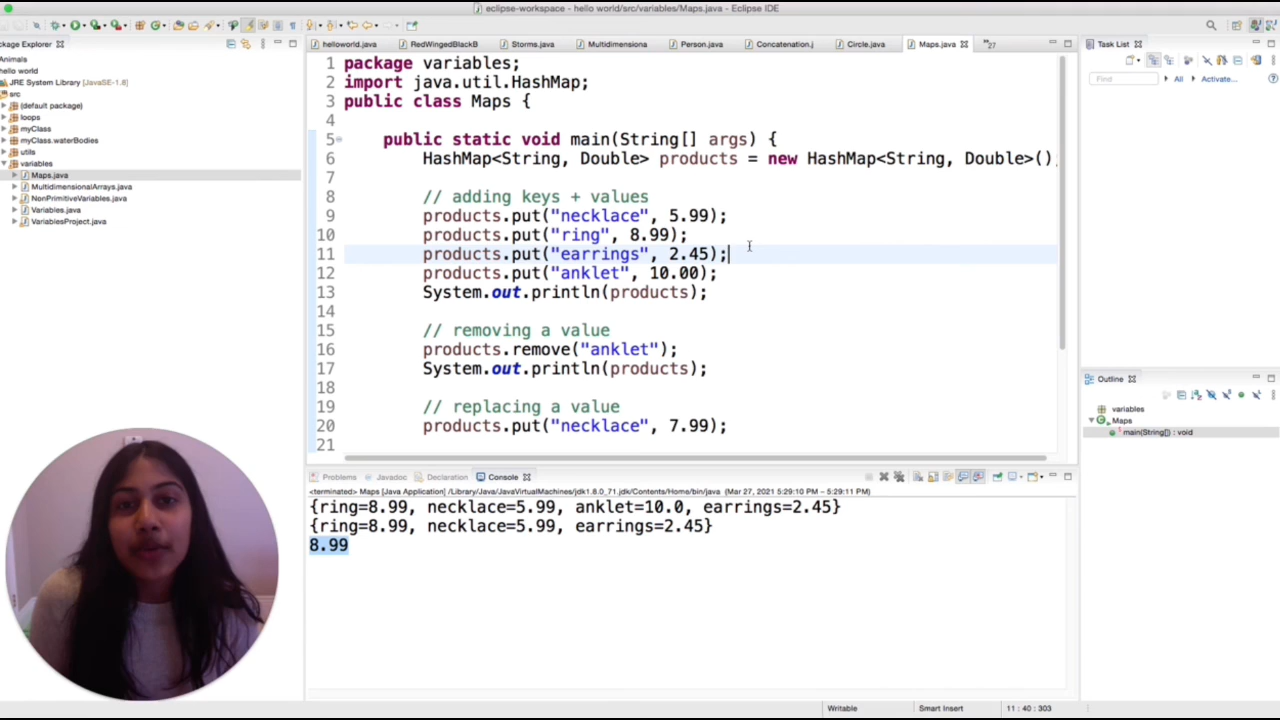 eclipse-workspace - hello world/src/variables/Maps.java - Eclipse IDE
ckage Explorer
helloworld.java
RedWingedBlackB
Storms.java
Multidimensiona
Person.java
Concatenation.j
Circle.java
Maps.java
27
Task List
Animals
hello world
JRE System Library [JavaSE-1.8]
src
(default package)
loops
myClass
myClass.waterBodies
utils
variables
Maps.java
MultidimensionalArrays.java
NonPrimitiveVariables.java
Variables.java
VariablesProject.java
1 package variables;
2 import java.util.HashMap;
3 public class Maps {
4
5 public static void main(String[] args) {
6 HashMap<String, Double> products = new HashMap<String, Double>();
7
8 // adding keys + values
9 products.put("necklace", 5.99);
10 products.put("ring", 8.99);
11 products.put("earrings", 2.45);
12 products.put("anklet", 10.00);
13 System.out.println(products);
14
15 // removing a value
16 products.remove("anklet");
17 System.out.println(products);
18
19 // replacing a value
20 products.put("necklace", 7.99);
21
Find
All
Activate...
Outline
variables
Maps
main(String[]) : void
Problems
Javadoc
Declaration
Console
<terminated> Maps [Java Application] /Library/Java/JavaVirtualMachines/jdk1.8.0_71.jdk/Contents/Home/bin/java (Mar 27, 2021 5:29:10 PM – 5:29:11 PM)
{ring=8.99, necklace=5.99, anklet=10.0, earrings=2.45}
{ring=8.99, necklace=5.99, earrings=2.45}
8.99
Writable
Smart Insert
11 : 40 : 303